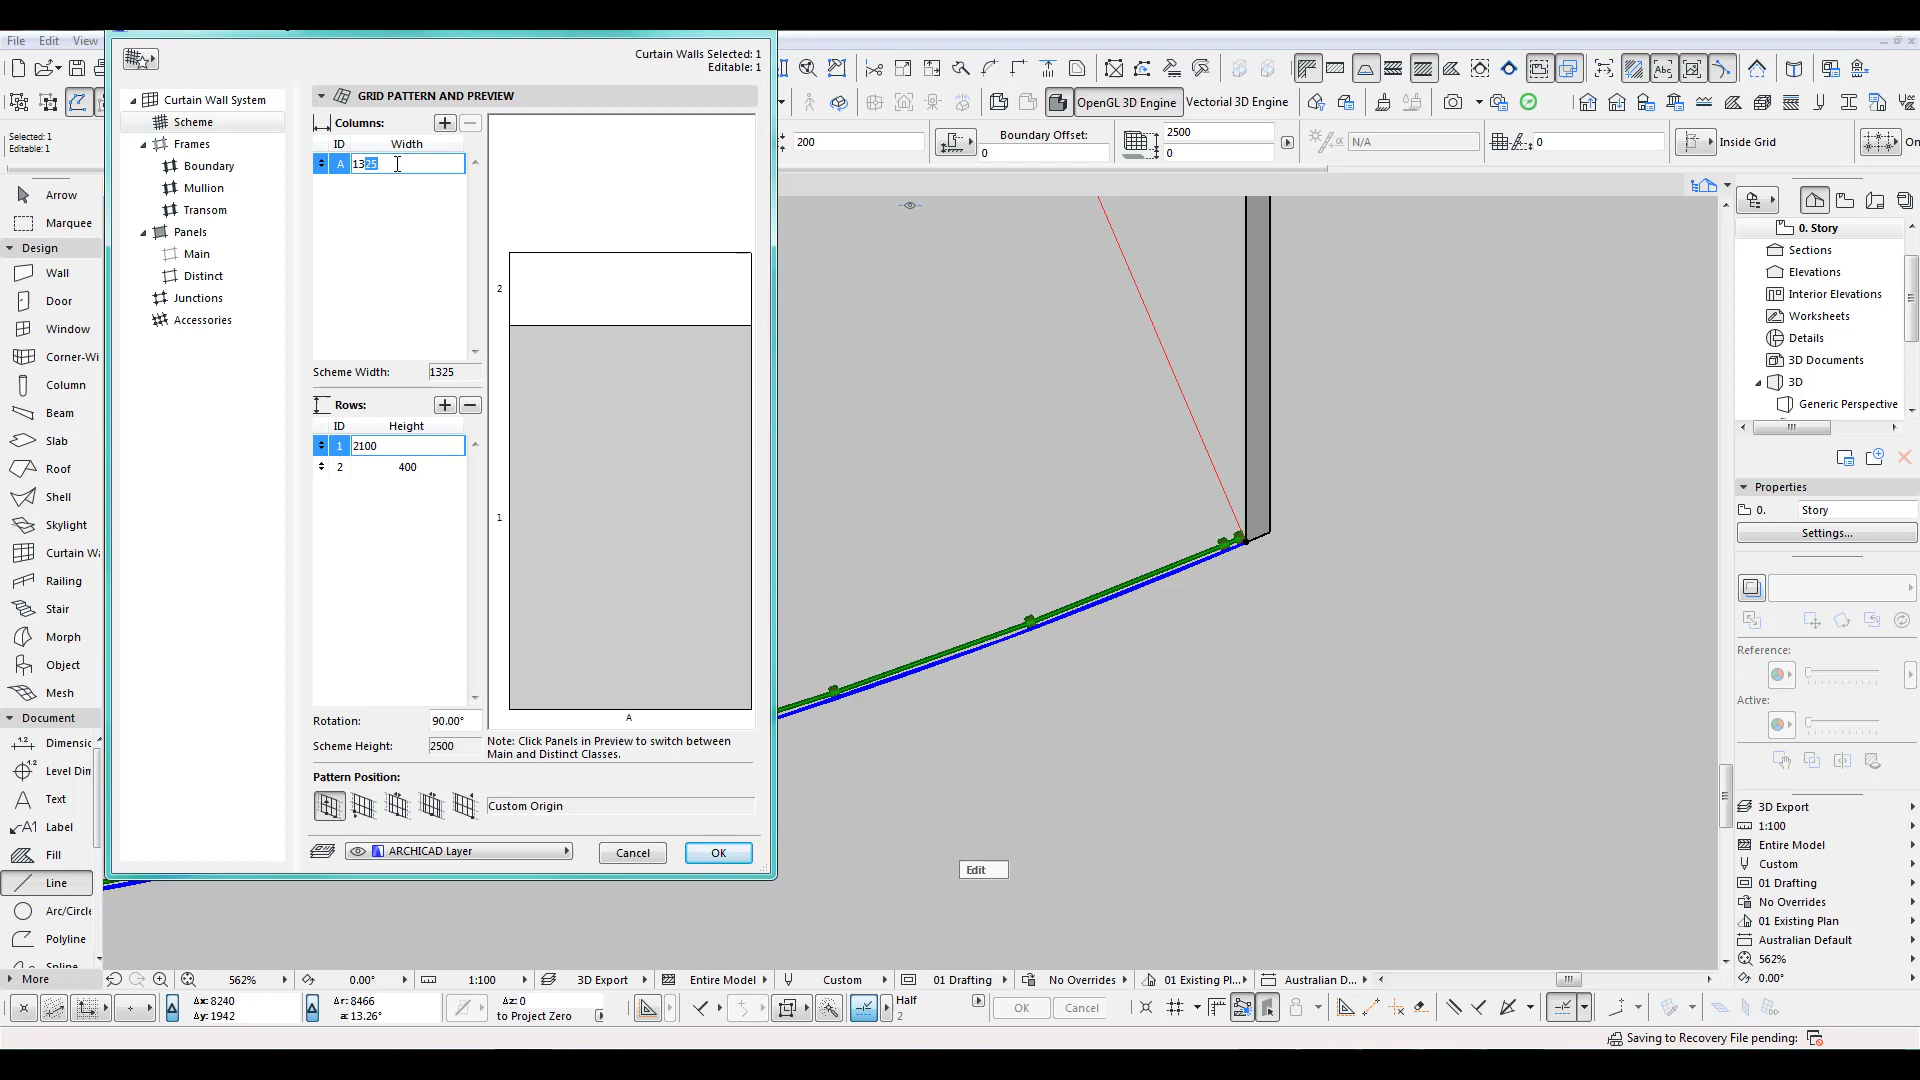 File Edit View
Curtain Walls Selected: 1
Editable: 1
Selected: 1
Editable: 1
Curtain Wall System
Scheme
Frames
Boundary
Mullion
Transom
Panels
Main
Distinct
Junctions
Accessories
GRID PATTERN AND PREVIEW
Columns:
ID Width
A 1325
Scheme Width: 1325
Rows:
ID Height
1 2100
2 400
Rotation: 90.00°
Scheme Height: 2500
2
1
A
Note: Click Panels in Preview to switch between
Main and Distinct Classes.
Pattern Position:
Custom Origin
ARCHICAD Layer
Cancel OK
OpenGL 3D Engine Vectorial 3D Engine
200
Boundary Offset:
0
2500
0
N/A
0
Inside Grid
On
Arrow
Marquee
Design
Wall
Door
Window
Corner-Wi
Column
Beam
Slab
Roof
Shell
Skylight
Curtain Wa
Railing
Stair
Morph
Object
Mesh
Document
Dimensic
Level Dim
Text
Label
Fill
Line
Arc/Circle
Polyline
Spline
More
Edit
0. Story
Sections
Elevations
Interior Elevations
Worksheets
Details
3D Documents
3D
Generic Perspective
Properties
0. Story
Settings...
Reference:
Active:
3D Export
1:100
Entire Model
Custom
01 Drafting
No Overrides
01 Existing Plan
Australian Default
562%
0.00°
562% 0.00° 1:100 3D Export Entire Model Custom 01 Drafting No Overrides 01 Existing Pl... Australian D...
Δx: 8240
Δy: 1942
Δr: 8466
a: 13.26°
Δz: 0
to Project Zero
Half
2
OK Cancel
Saving to Recovery File pending: